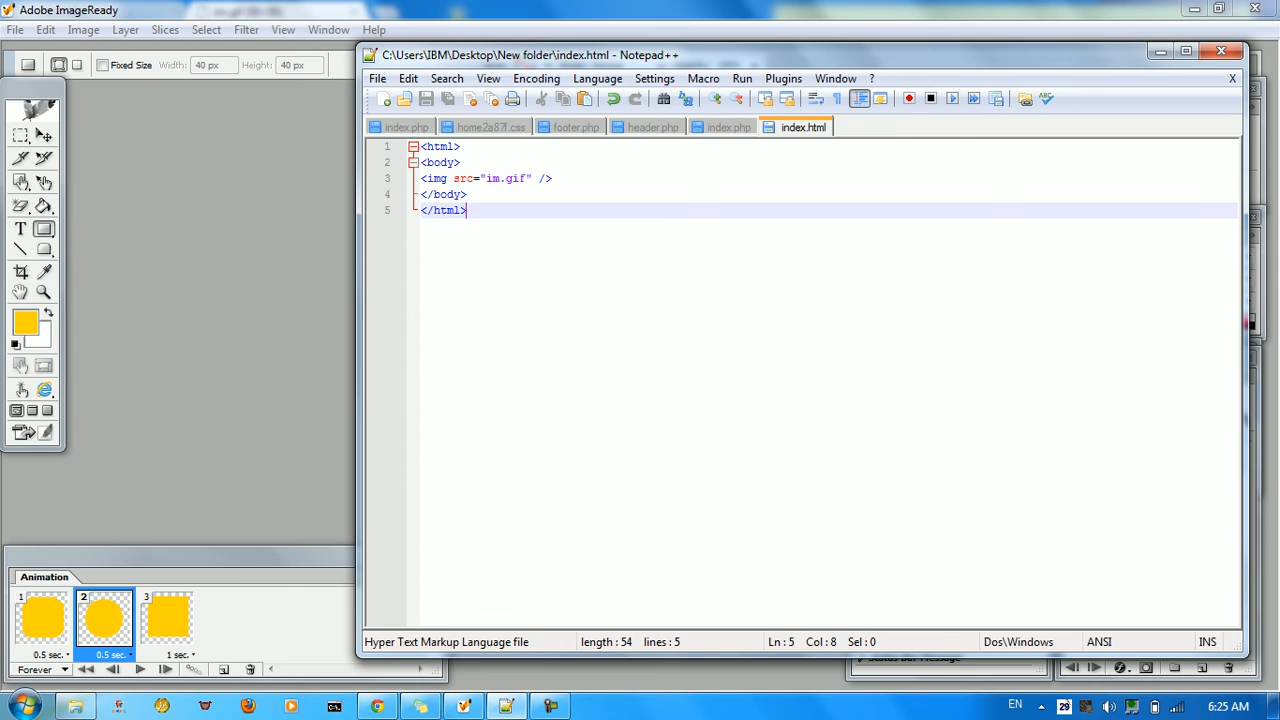 Adobe ImageReady
File Edit Image Layer Slices Select Filter View Window Help
Fixed Size Width: 40 px Height: 40 px
C:\Users\IBM\Desktop\New folder\index.html - Notepad++
File Edit Search View Encoding Language Settings Macro Run Plugins Window ? X
index.php home2a87f.css footer.php header.php index.php index.html
1 <html>
2 <body>
3 <img src="im.gif" />
4 </body>
5 </html>
Animation
1 2 3
0.5 sec. 0.5 sec. 1 sec.
Forever
Hyper Text Markup Language file length : 54 lines : 5 Ln : 5 Col : 8 Sel : 0 Dos\Windows ANSI INS
EN 29 6:25 AM